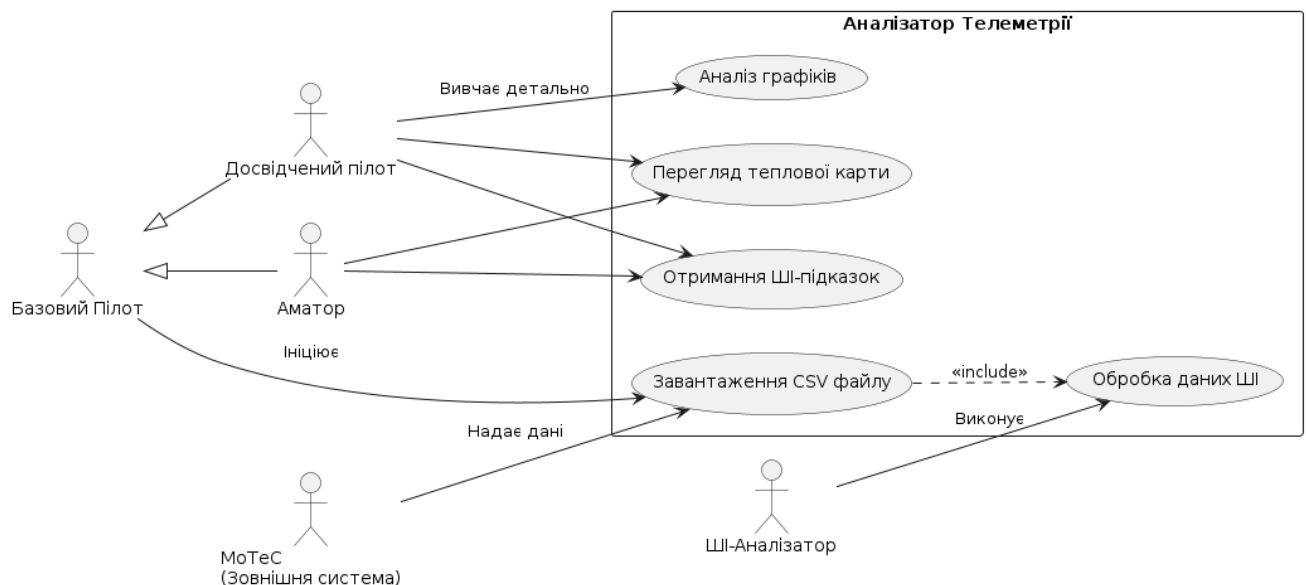 Аналізатор Телеметрії
Аналіз графіків
Вивчає детально
Досвідчений пілот
Перегляд теплової карти
Отримання ШІ-підказок
Базовий Пілот
Аматор
Ініціює
Завантаження CSV файлу
«include»
Обробка даних ШІ
Надає дані
Виконує
МоТеС
(Зовнішня система)
ШІ-Аналізатор